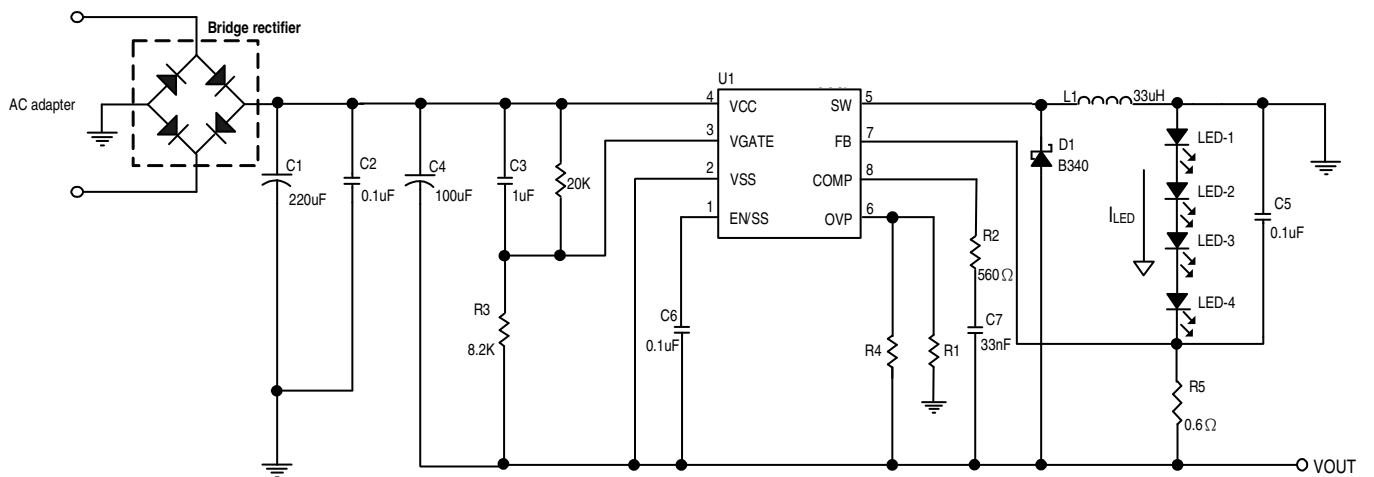 Bridge rectifier
AC adapter
C1
220uF
C2
0.1uF
C4
100uF
C3
1uF
20K
R3
8.2K
U1
4
VCC
3
VGATE
2
VSS
1
EN/SS
SW
5
FB
7
COMP
8
OVP
6
C6
0.1uF
R4
R1
R2
560Ω
C7
33nF
D1
B340
L1
33uH
LED-1
LED-2
LED-3
LED-4
ILED
C5
0.1uF
R5
0.6Ω
VOUT